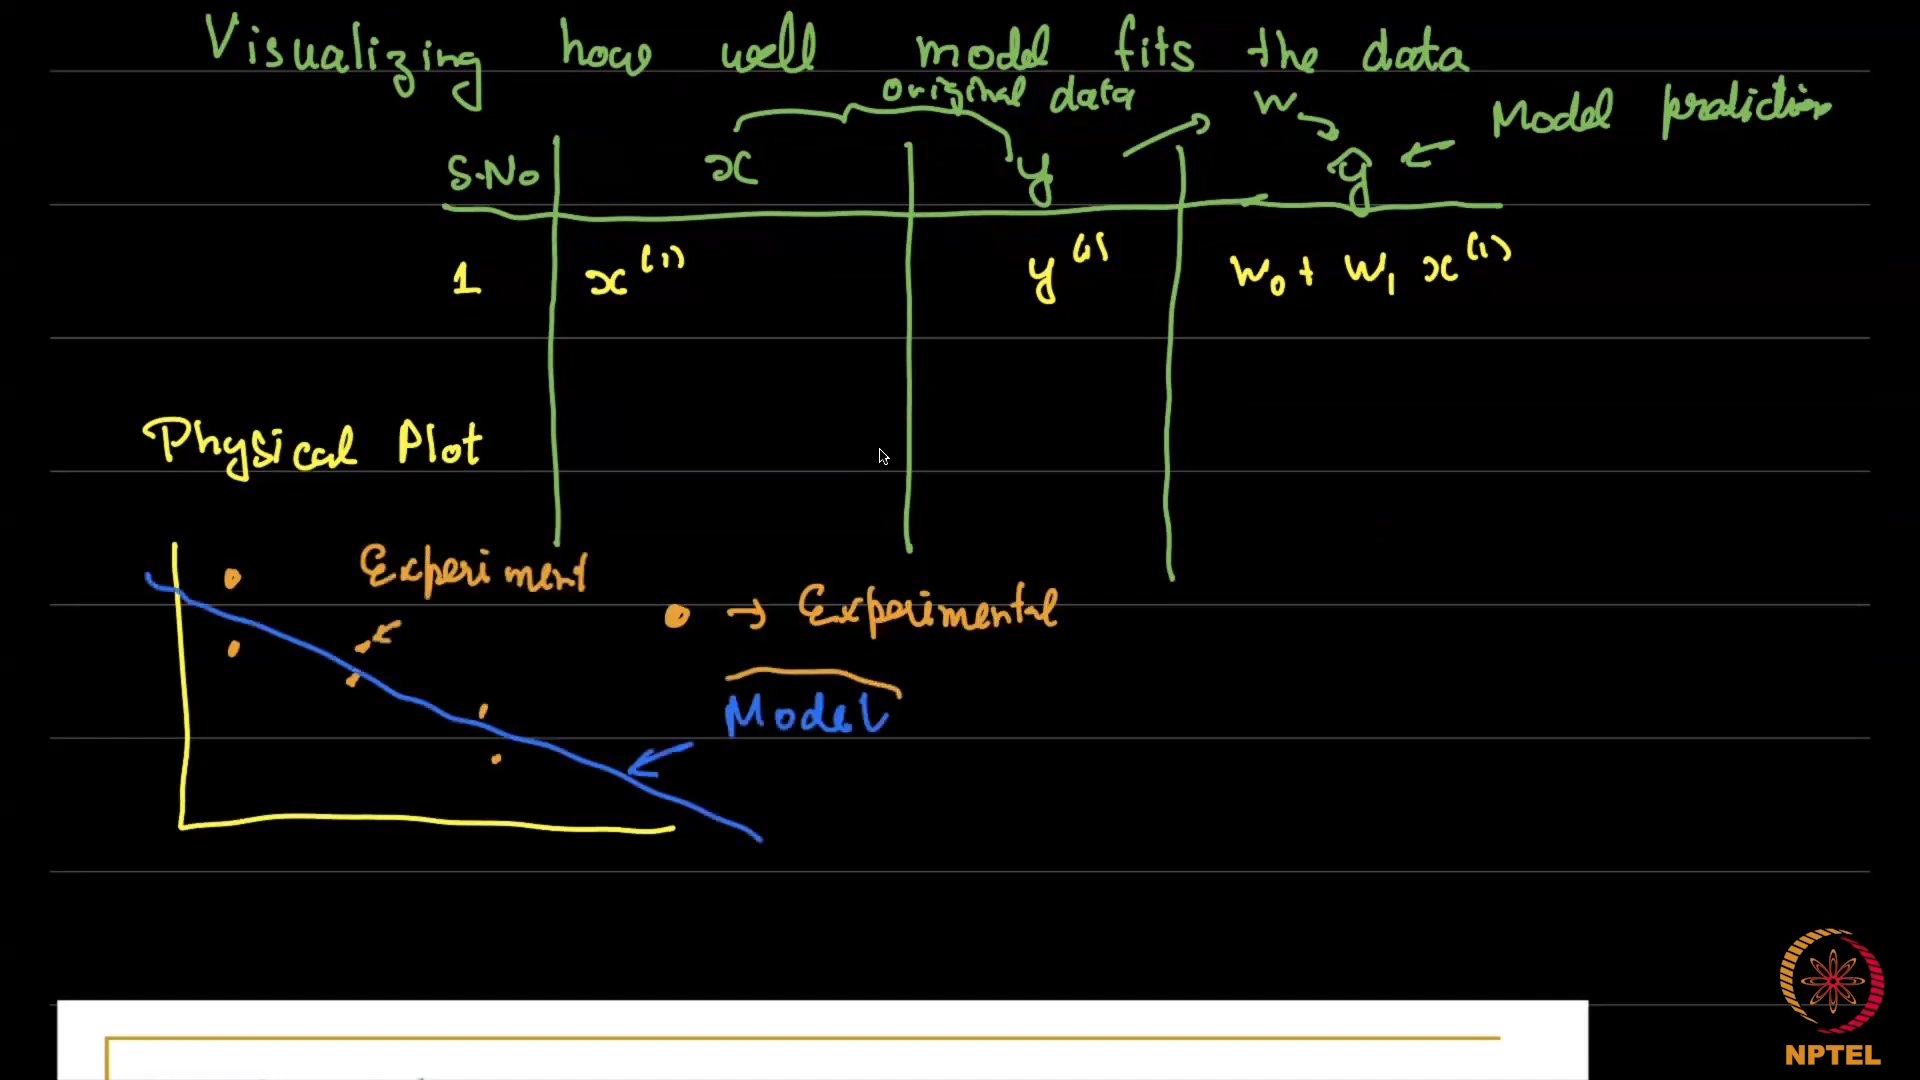 Visualizing how well model fits the data
original data w Model prediction
S.No x y ŷ
1 x^(1) y^(1) w₀ + w₁ x^(1)
Physical Plot
Experiment
→ Experimental
Model
NPTEL